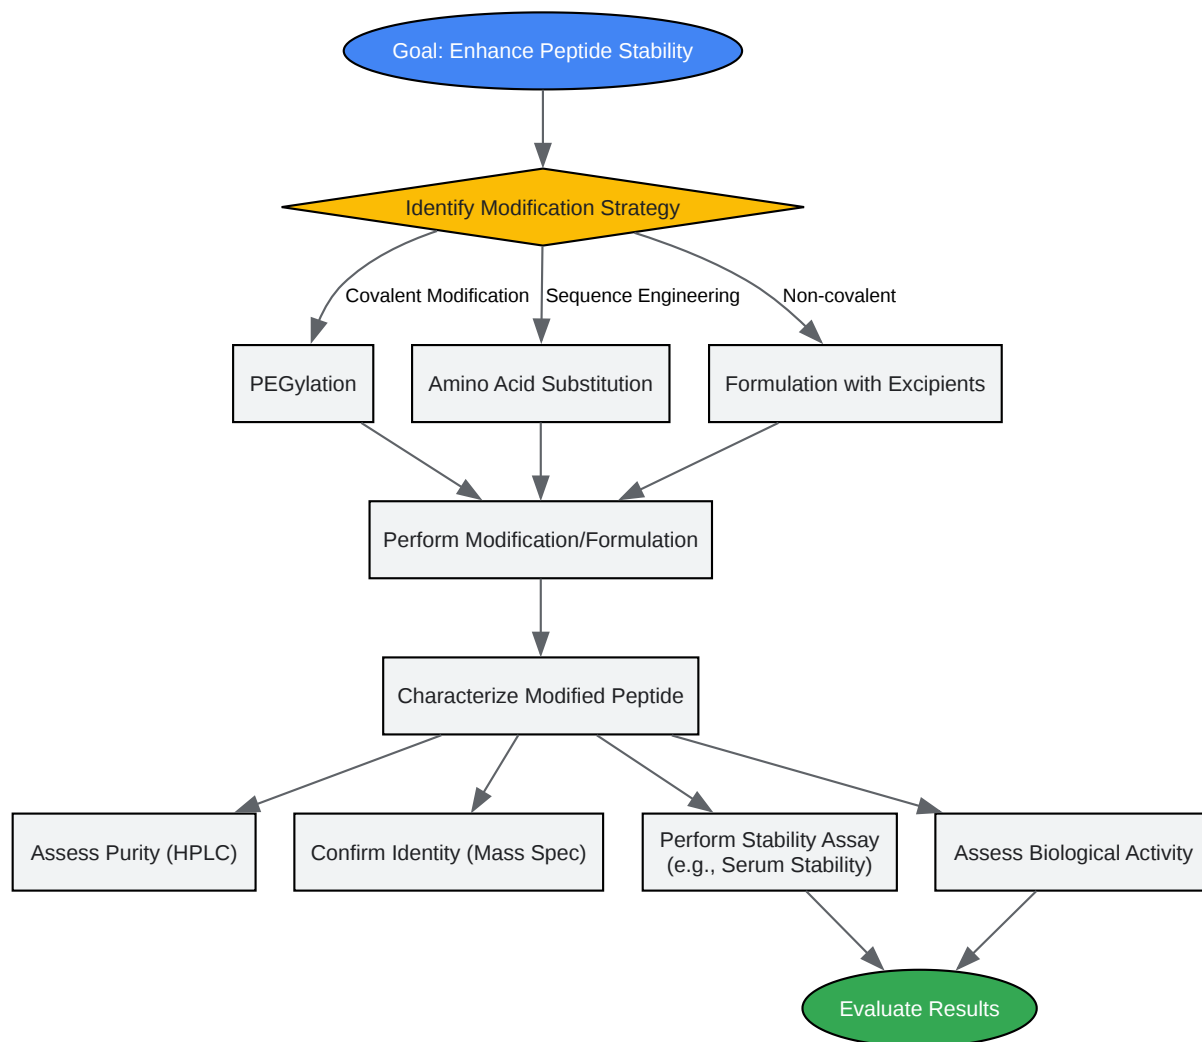 Goal: Enhance Peptide Stability
Identify Modification Strategy
Covalent Modification
Sequence Engineering
Non-covalent
PEGylation
Amino Acid Substitution
Formulation with Excipients
Perform Modification/Formulation
Characterize Modified Peptide
Assess Purity (HPLC)
Confirm Identity (Mass Spec)
Perform Stability Assay
(e.g., Serum Stability)
Assess Biological Activity
Evaluate Results